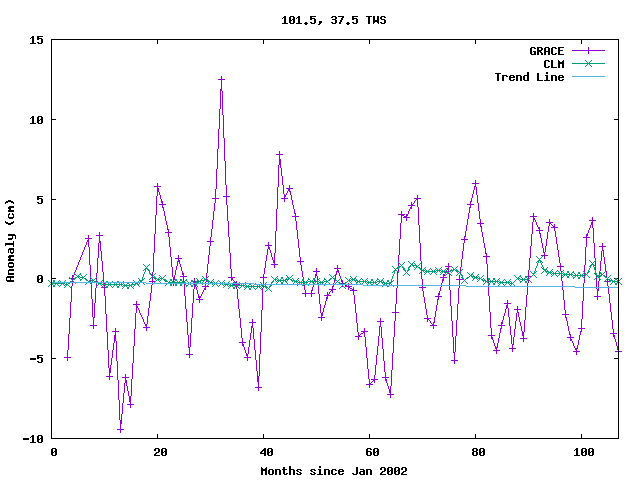 101.5, 37.5 TWS
15
10
5
0
-5
-10
Anomaly (cm)
GRACE
CLM
Trend Line
0 20 40 60 80 100
Months since Jan 2002